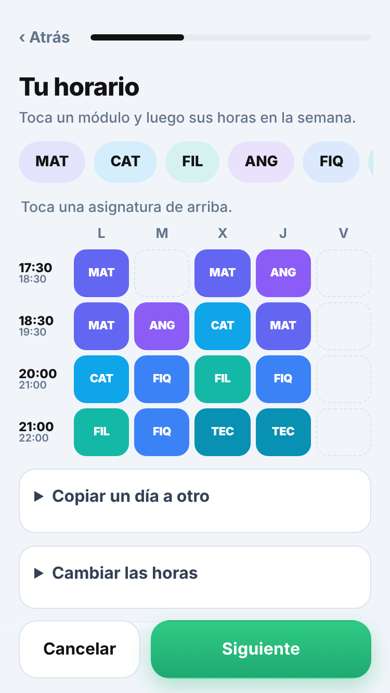 ‹ Atrás
Tu horario
Toca un módulo y luego sus horas en la semana.
MAT CAT FIL ANG FIQ
Toca una asignatura de arriba.
L M X J V
17:30 MAT MAT ANG
18:30
18:30 MAT ANG CAT MAT
19:30
20:00 CAT FIQ FIL FIQ
21:00
21:00 FIL FIQ TEC TEC
22:00
▶ Copiar un día a otro
▶ Cambiar las horas
Cancelar Siguiente